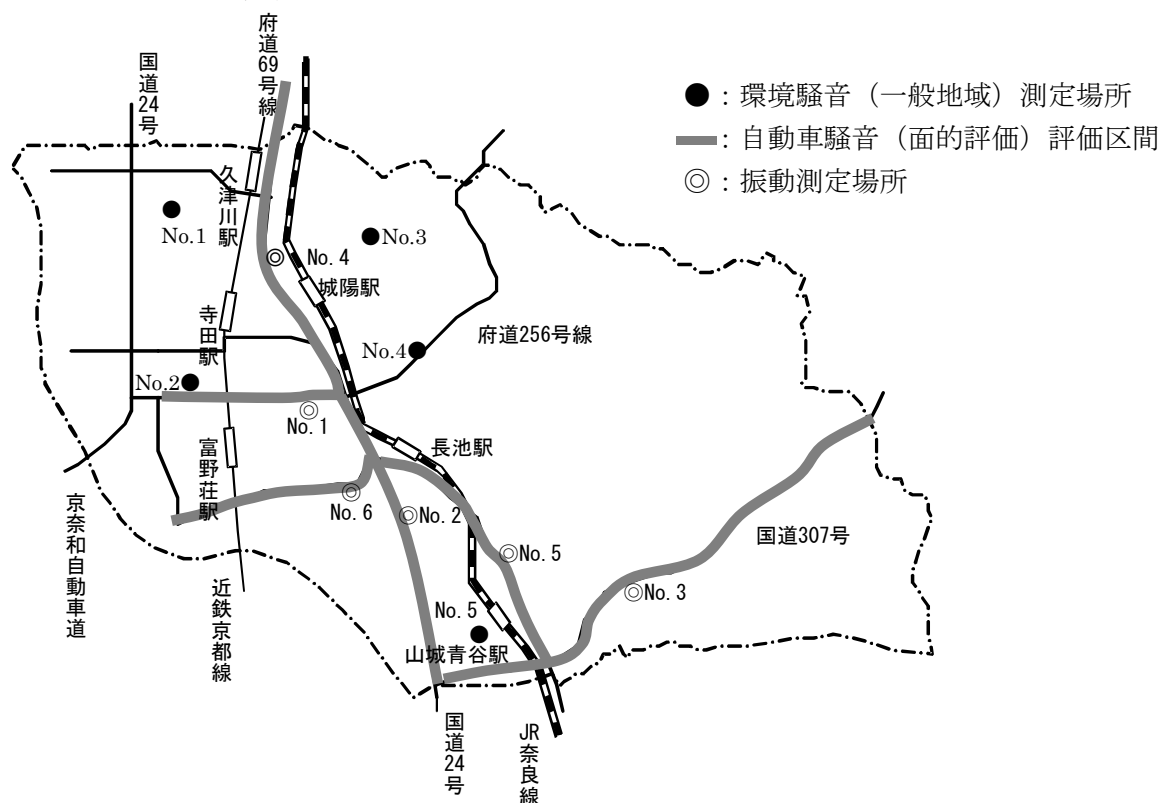 府道69号線
国道24号
●：環境騒音（一般地域）測定場所
：自動車騒音（面的評価）評価区間
◎：振動測定場所
久津川駅
No.1
No.3
No.4
城陽駅
寺田駅
府道256号線
No.4
No.2
No.1
長池駅
富野荘駅
No.6
No.2
京奈和自動車道
国道307号
No.5
近鉄京都線
No.3
No.5
山城青谷駅
国道24号
JR奈良線